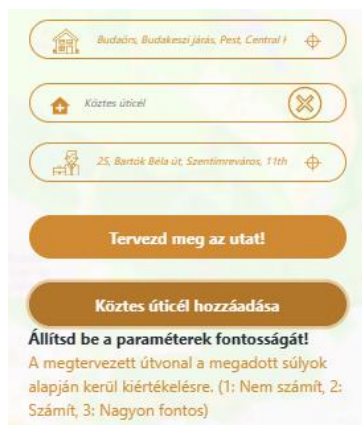 Budaörs, Budakeszi járás, Pest, Central H
Köztes úticél
25, Bartók Béla út, Szentimreváros, 11th
Tervezd meg az utat!
Köztes úticél hozzáadása
Állítsd be a paraméterek fontosságát!
A megtervezett útvonal a megadott súlyok
alapján kerül kiértékelésre. (1: Nem számít, 2:
Számít, 3: Nagyon fontos)